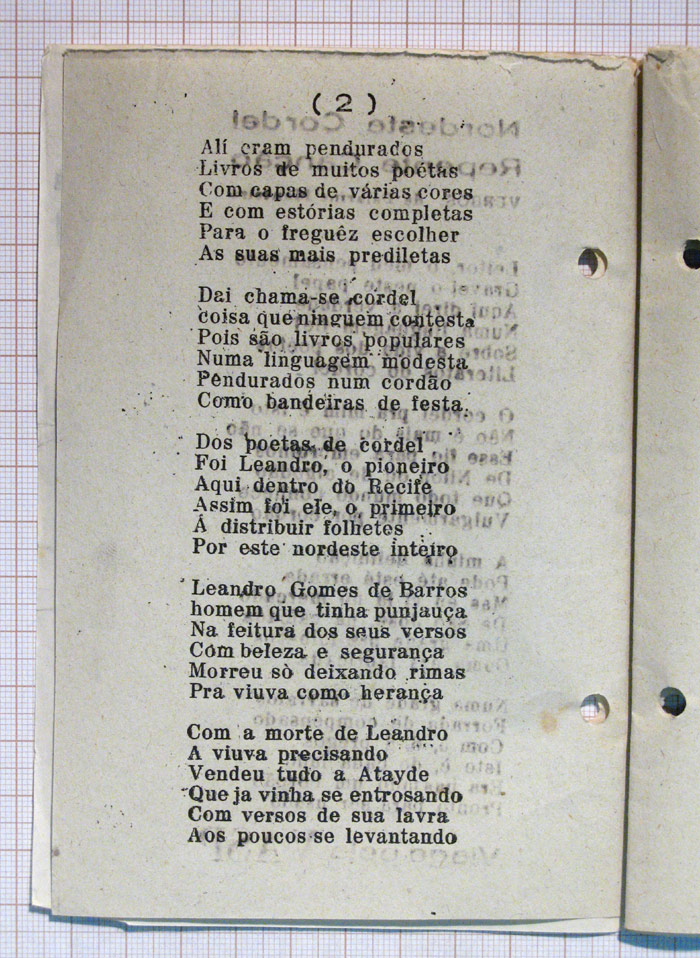 ( 2 )
Alí eram pendurados
Livros de muitos poétas
Com capas de várias cores
E com estórias completas
Para o freguêz escolher
As suas mais prediletas
Dai chama-se cordel
coisa que ninguem contesta
Pois são livros populares
Numa linguagem modesta
Pendurados num cordão
Como bandeiras de festa.
Dos poetas de cordel
Foi Leandro, o pioneiro
Aqui dentro do Recife
Assim foi ele, o primeiro
Á distribuir folhetes
Por este nordeste inteiro
Leandro Gomes de Barros
homem que tinha punjauça
Na feitura dos seus versos
Com beleza e segurança
Morreu sò deixando rimas
Pra viuva como herança
Com a morte de Leandro
A viuva precisando
Vendeu tudo a Atayde
Que ja vinha se entrosando
Com versos de sua lavra
Aos poucos se levantando